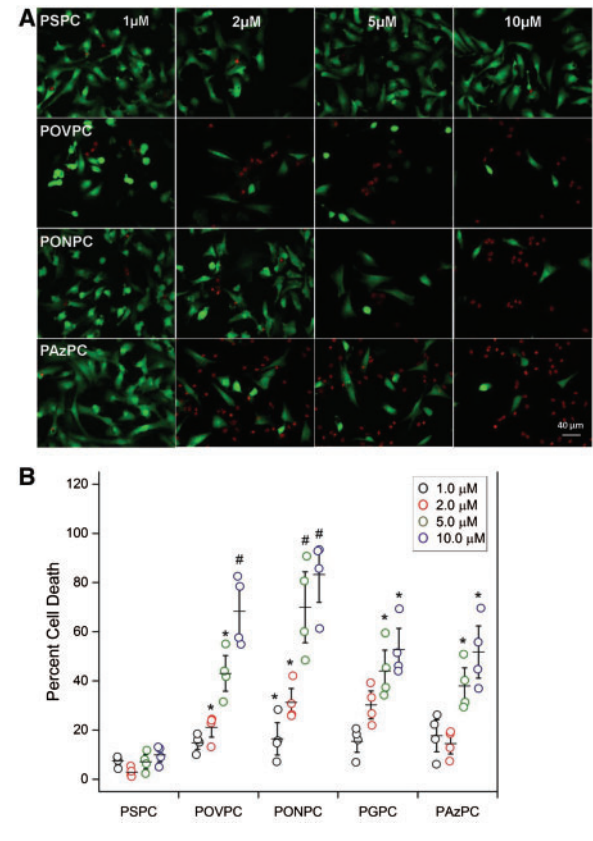 A
PSPC 1µM 2µM 5µM 10µM
POVPC
PONPC
PAzPC
40 µm
B
Percent Cell Death
120
100
80
60
40
20
0
1.0 µM
2.0 µM
5.0 µM
10.0 µM
# # # * * * * * * * *
PSPC POVPC PONPC PGPC PAzPC